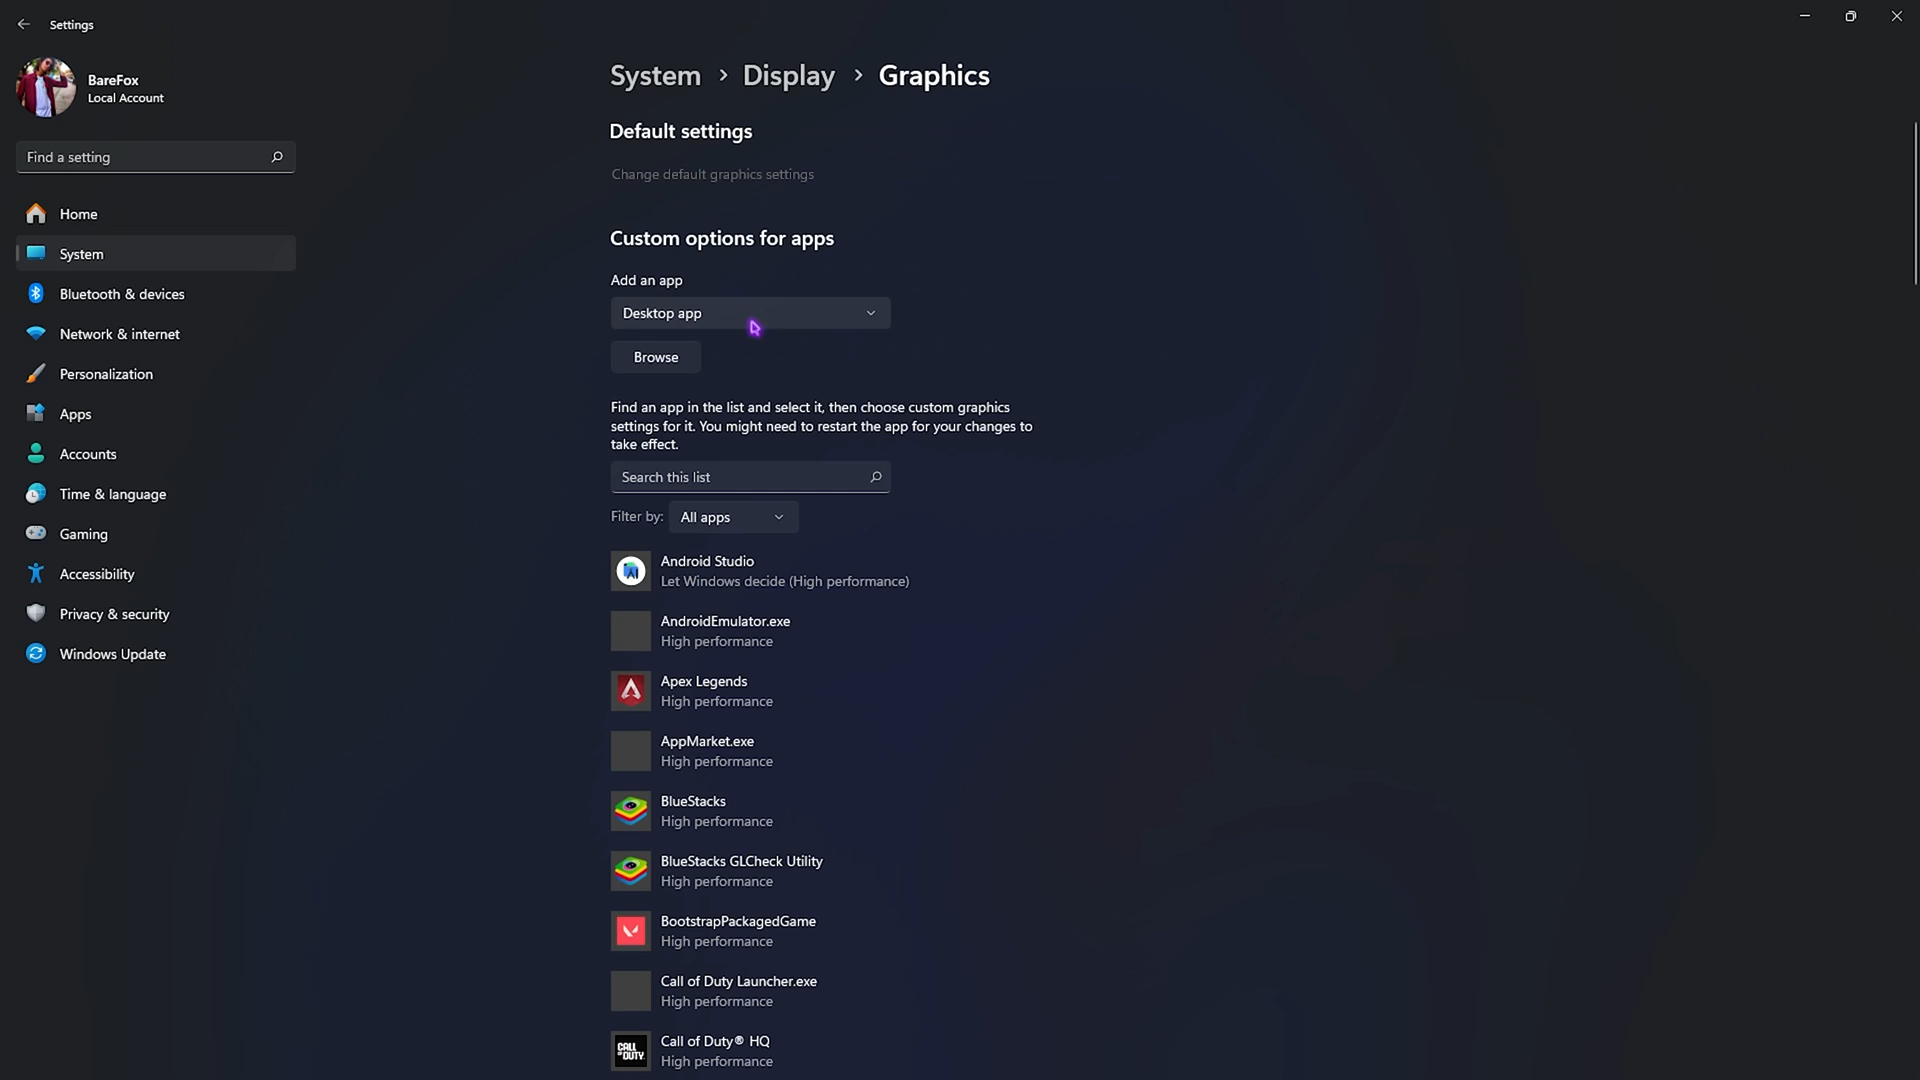 Settings
BareFox
Local Account
Find a setting
Home
System
Bluetooth & devices
Network & internet
Personalization
Apps
Accounts
Time & language
Gaming
Accessibility
Privacy & security
Windows Update
System > Display > Graphics
Default settings
Change default graphics settings
Custom options for apps
Add an app
Desktop app
Browse
Find an app in the list and select it, then choose custom graphics
settings for it. You might need to restart the app for your changes to
take effect.
Search this list
Filter by: All apps
Android Studio
Let Windows decide (High performance)
AndroidEmulator.exe
High performance
Apex Legends
High performance
AppMarket.exe
High performance
BlueStacks
High performance
BlueStacks GLCheck Utility
High performance
BootstrapPackagedGame
High performance
Call of Duty Launcher.exe
High performance
CALL OF DUTY
Call of Duty® HQ
High performance